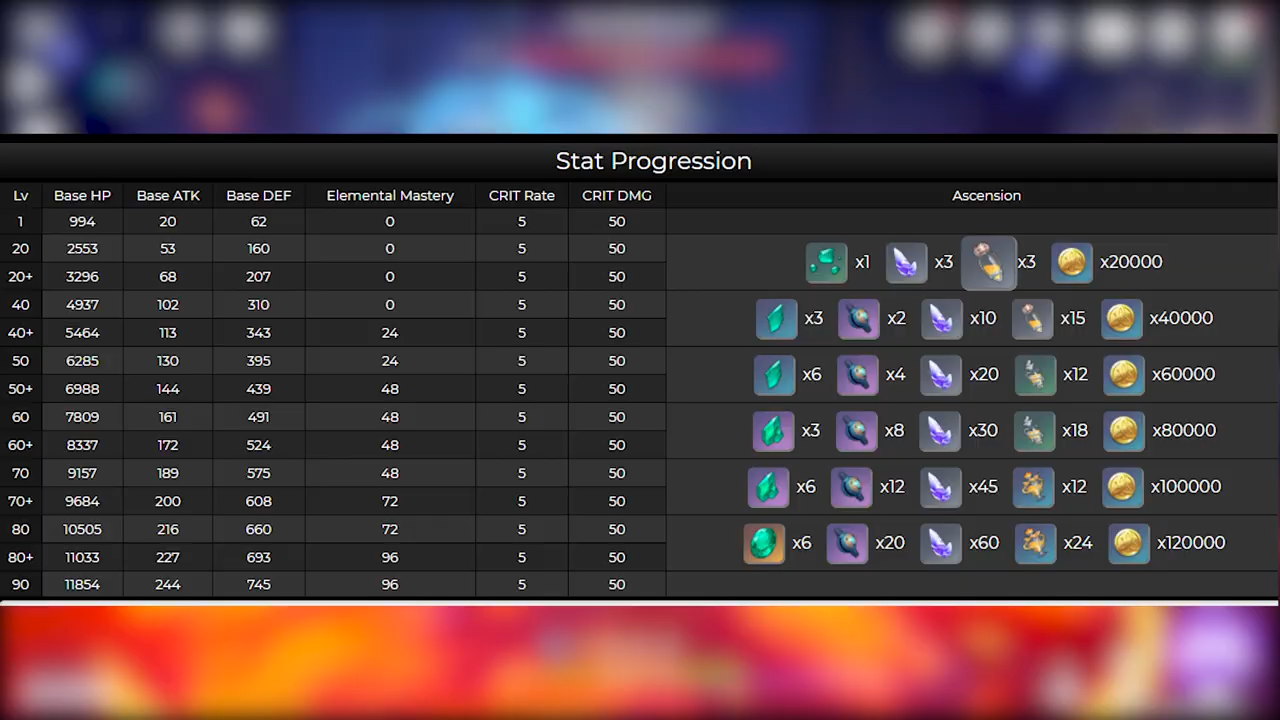 Stat Progression
Lv Base HP Base ATK Base DEF Elemental Mastery CRIT Rate CRIT DMG Ascension
1 994 20 62 0 5 50
20 2553 53 160 0 5 50
x1 x3 x3 x20000
20+ 3296 68 207 0 5 50
40 4937 102 310 0 5 50
x3 x2 x10 x15 x40000
40+ 5464 113 343 24 5 50
50 6285 130 395 24 5 50
x6 x4 x20 x12 x60000
50+ 6988 144 439 48 5 50
60 7809 161 491 48 5 50
x3 x8 x30 x18 x80000
60+ 8337 172 524 48 5 50
70 9157 189 575 48 5 50
x6 x12 x45 x12 x100000
70+ 9684 200 608 72 5 50
80 10505 216 660 72 5 50
x6 x20 x60 x24 x120000
80+ 11033 227 693 96 5 50
90 11854 244 745 96 5 50